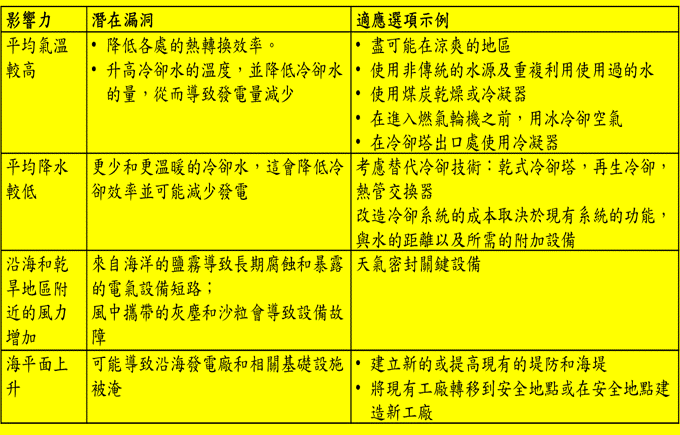 影響力
潛在漏洞
適應選項示例
平均氣溫
較高
• 降低各處的熱轉換效率。
• 升高冷卻水的溫度，並降低冷卻水
的量，從而導致發電量減少
• 盡可能在涼爽的地區
• 使用非傳統的水源及重複利用使用過的水
• 使用煤炭乾燥或冷凝器
• 在進入燃氣輪機之前，用冰冷卻空氣
• 在冷卻塔出口處使用冷凝器
平均降水
較低
更少和更溫暖的冷卻水，這會降低冷
卻效率並可能減少發電
考慮替代冷卻技術：乾式冷卻塔，再生冷卻，
熱管交換器
改造冷卻系統的成本取決於現有系統的功能，
與水的距離以及所需的附加設備
沿海和乾
旱地區附
近的風力
增加
來自海洋的鹽霧導致長期腐蝕和暴露
的電氣設備短路；
風中攜帶的灰塵和沙粒會導致設備故
障
天氣密封關鍵設備
海平面上
升
可能導致沿海發電廠和相關基礎設施
被淹
• 建立新的或提高現有的堤防和海堤
• 將現有工廠轉移到安全地點或在安全地點建
造新工廠